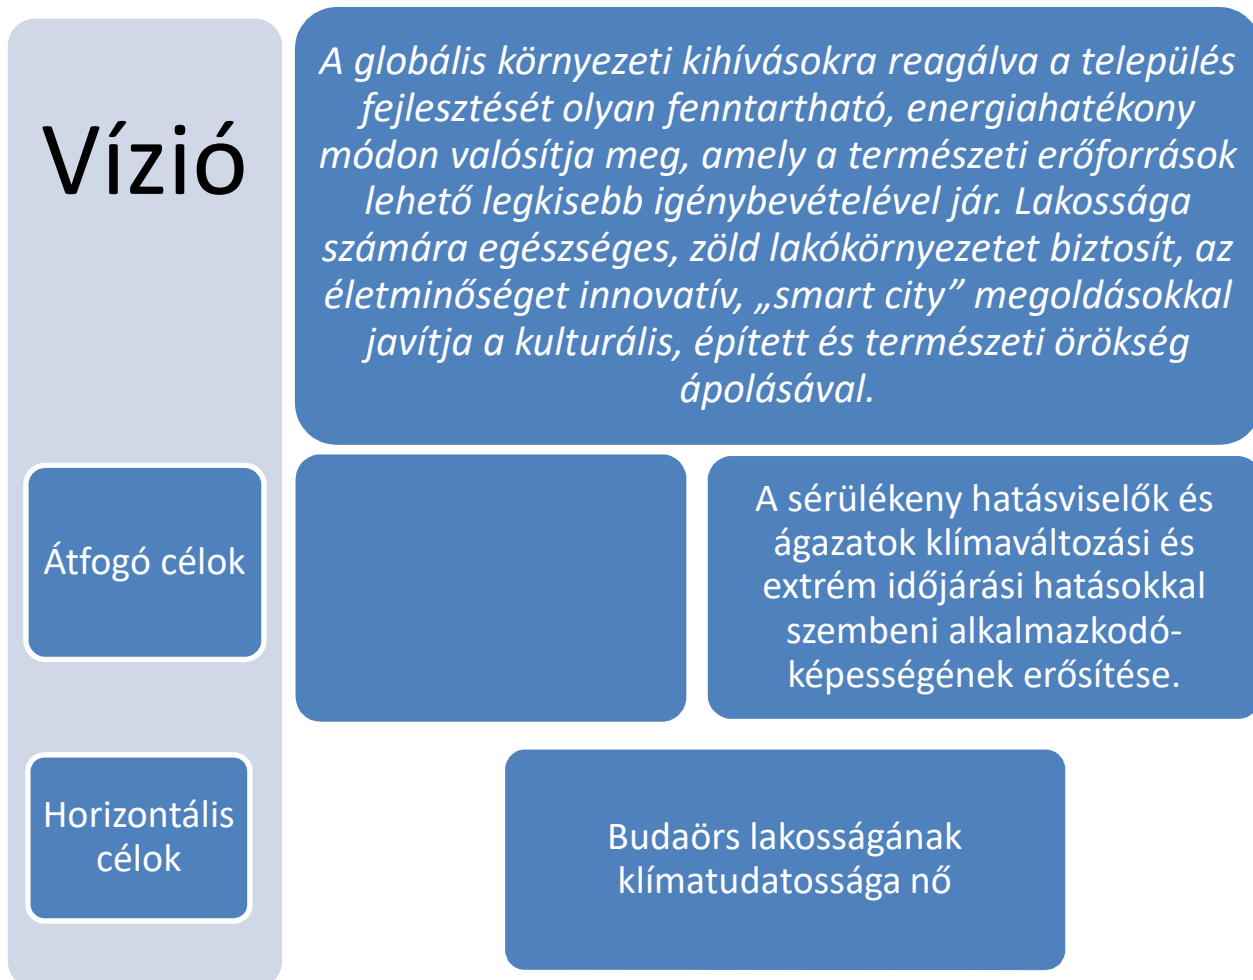 Vízió
A globális környezeti kihívásokra reagálva a település
fejlesztését olyan fenntartható, energiahatékony
módon valósítja meg, amely a természeti erőforrások
lehető legkisebb igénybevételével jár. Lakossága
számára egészséges, zöld lakókörnyezetet biztosít, az
életminőséget innovatív, „smart city” megoldásokkal
javítja a kulturális, épített és természeti örökség
ápolásával.
Átfogó célok
A sérülékeny hatásviselők és
ágazatok klímaváltozási és
extrém időjárási hatásokkal
szembeni alkalmazkodó-
képességének erősítése.
Horizontális
célok
Budaörs lakosságának
klímatudatossága nő